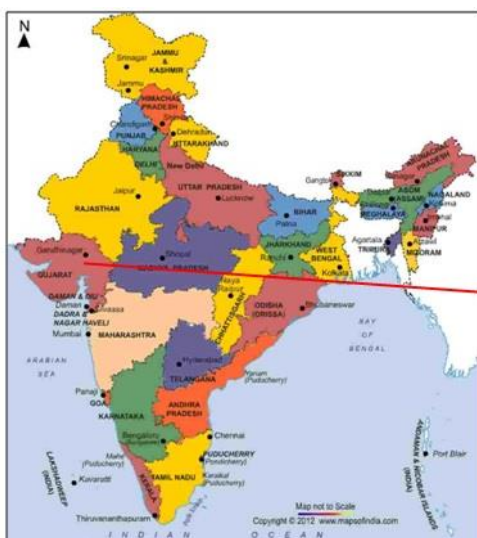 N
JAMMU
&
KASHMIR
Srinagar
Jammu
HIMACHAL
PRADESH
Chandigarh
PUNJAB
Dehradun
UTTARAKHAND
HARYANA
DELHI
New Delhi
Jaipur
RAJASTHAN
UTTAR PRADESH
Lucknow
BIHAR
Patna
SIKKIM
ARUNACHAL
PRADESH
ASSAM
NAGALAND
MEGHALAYA
MANIPUR
Agartala
MIZORAM
Gandhinagar
GUJARAT
Bhopal
MADHYA PRADESH
JHARKHAND
Ranchi
WEST
BENGAL
Kolkata
Naya
Raipur
CHHATTISGARH
ODISHA
(ORISSA)
Bhubaneswar
DAMAN & DIU
Daman
Silvassa
DADRA &
NAGAR HAVELI
Mumbai
MAHARASHTRA
ARABIAN
SEA
BAY
OF
BENGAL
Hyderabad
TELANGANA
Yanam
(Puducherry)
Panaji
GOA
KARNATAKA
ANDHRA
PRADESH
Bengaluru
Chennai
Mahé
(Puducherry)
PUDUCHERRY
Karaikal
(Puducherry)
TAMIL NADU
KERALA
LAKSHADWEEP
(INDIA)
Kavaratti
Thiruvananthapuram
ANDAMAN AND NICOBAR ISLANDS
(INDIA)
Port Blair
Map not to Scale
Copyright © 2012 www.mapsofindia.com
INDIAN OCEAN